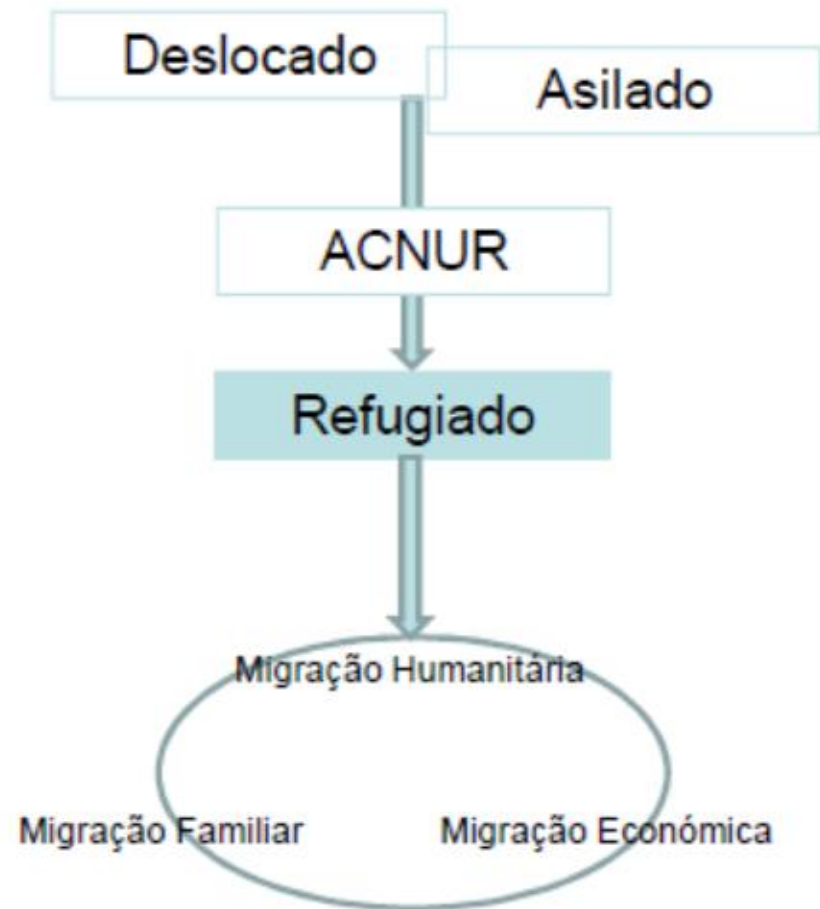 Deslocado
Asilado
ACNUR
Refugiado
Migração Humanitária
Migração Familiar
Migração Económica